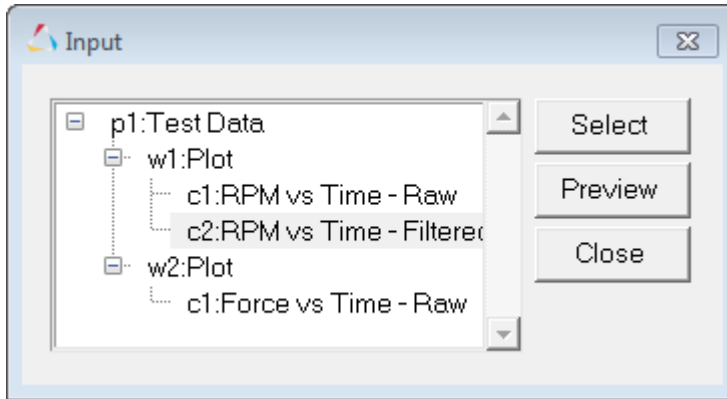 Input
p1:Test Data
w1:Plot
c1:RPM vs Time - Raw
c2:RPM vs Time - Filtered
w2:Plot
c1:Force vs Time - Raw
Select
Preview
Close